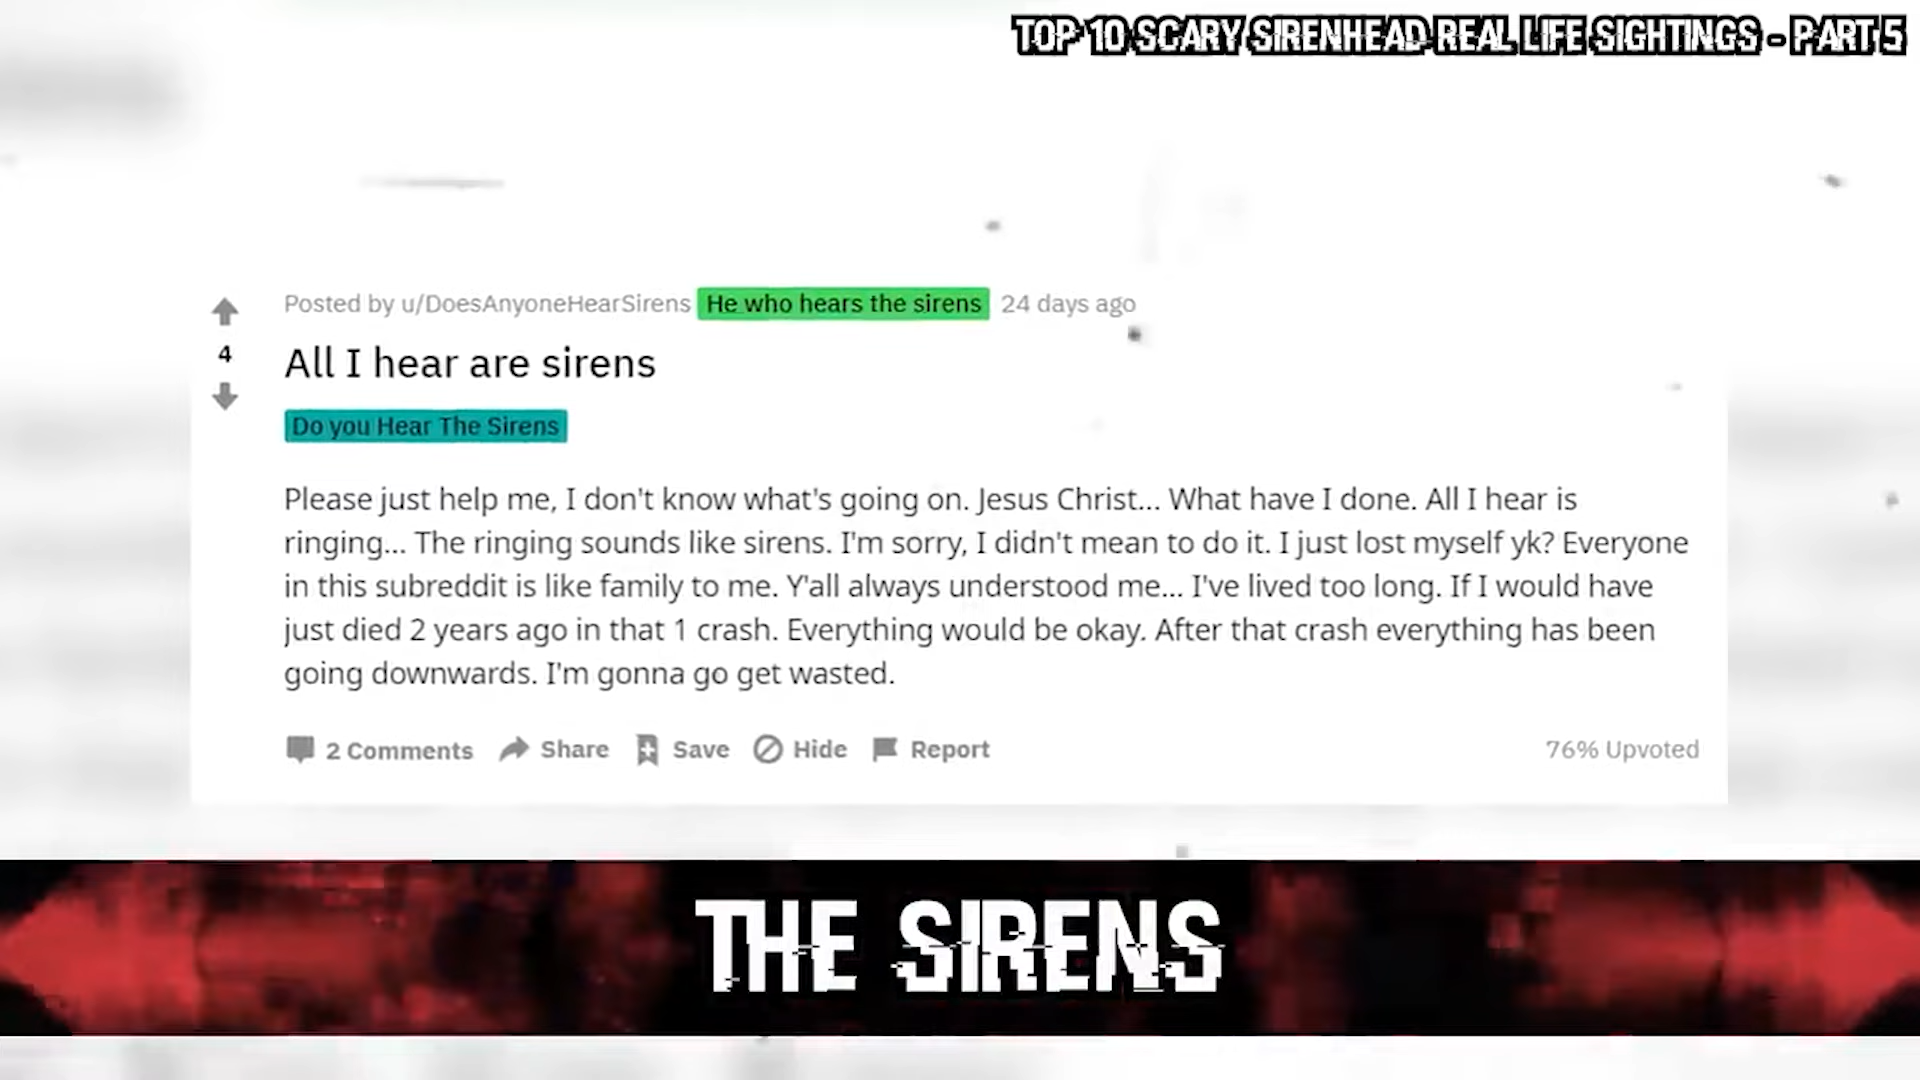 TOP 10 SCARY SIRENHEAD REAL LIFE SIGHTINGS - PART 5
Posted by u/DoesAnyoneHearSirens He who hears the sirens 24 days ago
4
All I hear are sirens
Do you Hear The Sirens
Please just help me, I don't know what's going on. Jesus Christ... What have I done. All I hear is
ringing... The ringing sounds like sirens. I'm sorry, I didn't mean to do it. I just lost myself yk? Everyone
in this subreddit is like family to me. Y'all always understood me... I've lived too long. If I would have
just died 2 years ago in that 1 crash. Everything would be okay. After that crash everything has been
going downwards. I'm gonna go get wasted.
2 Comments Share Save Hide Report 76% Upvoted
THE SIRENS